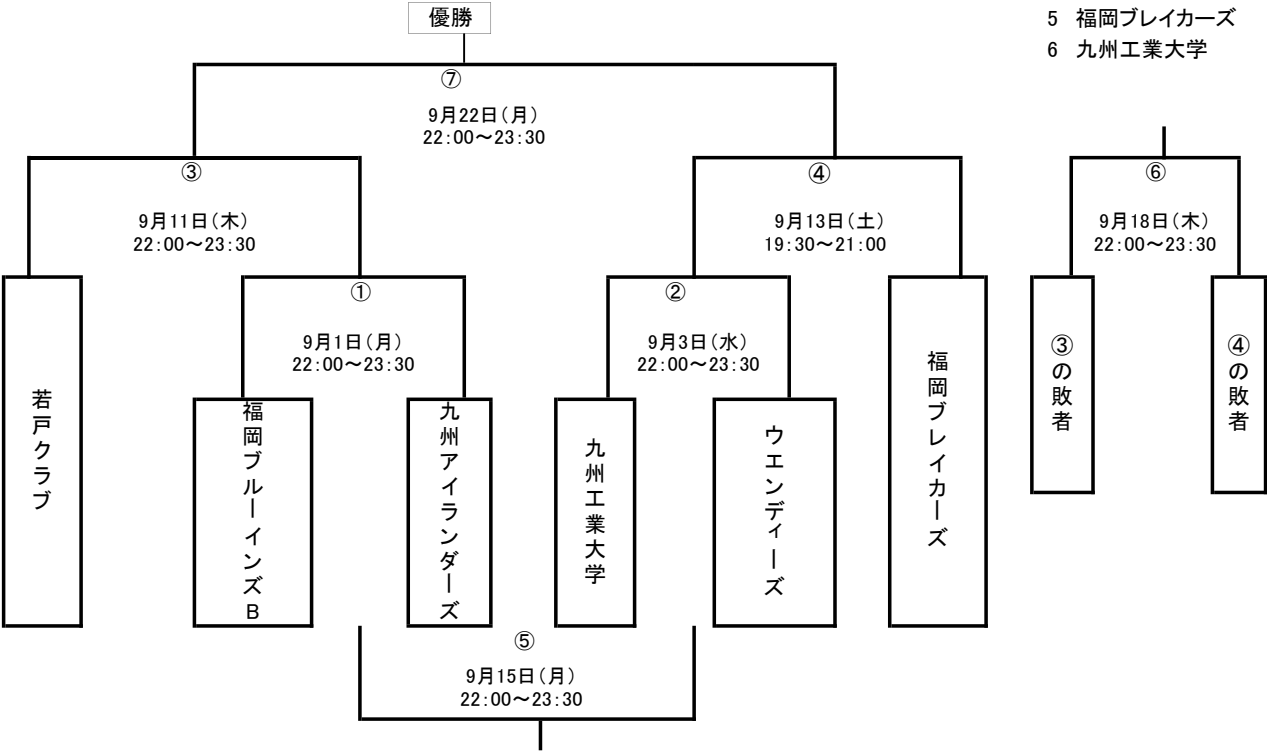 優勝
5 福岡ブレイカーズ
6 九州工業大学
⑦
9月22日(月)
22:00～23:30
③
9月11日(木)
22:00～23:30
④
9月13日(土)
19:30～21:00
⑥
9月18日(木)
22:00～23:30
①
9月1日(月)
22:00～23:30
②
9月3日(水)
22:00～23:30
若戸クラブ
福岡ブルーインズB
九州アイランダーズ
九州工業大学
ウエンディーズ
福岡ブレイカーズ
③の敗者
④の敗者
⑤
9月15日(月)
22:00～23:30